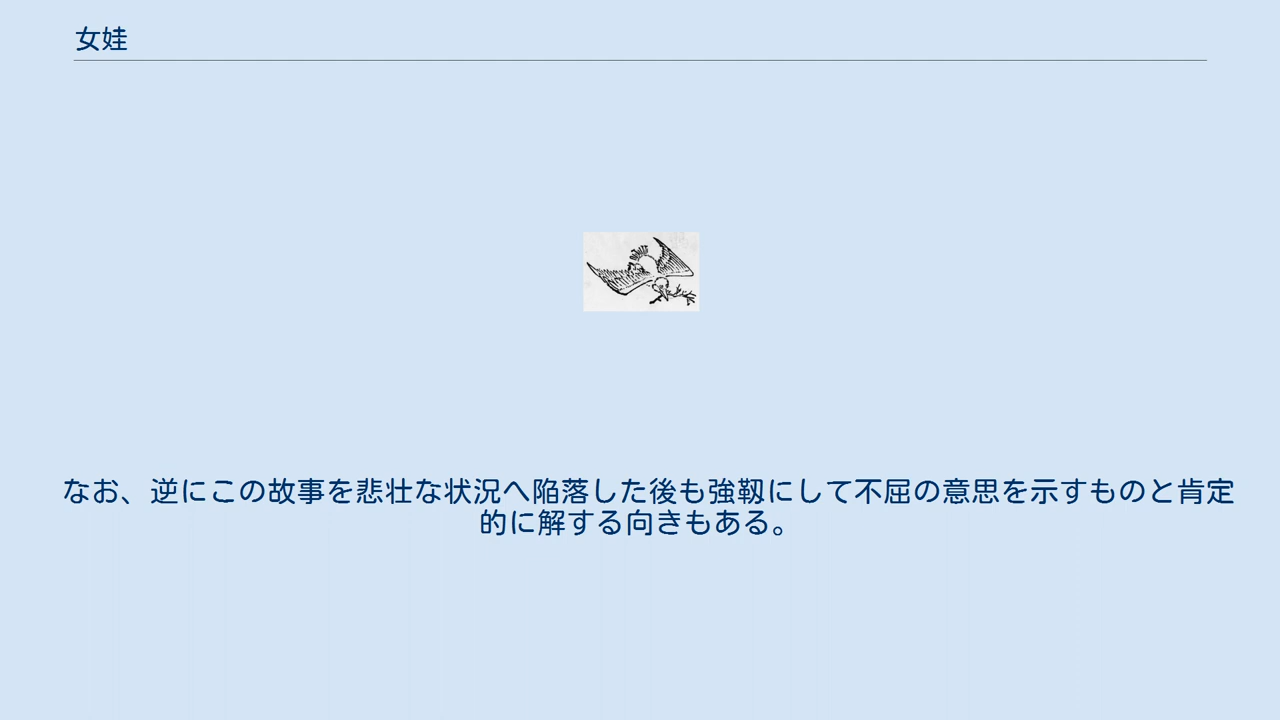 女娃
なお、逆にこの故事を悲壮な状況へ陥落した後も強靱にして不屈の意思を示すものと肯定
的に解する向きもある。